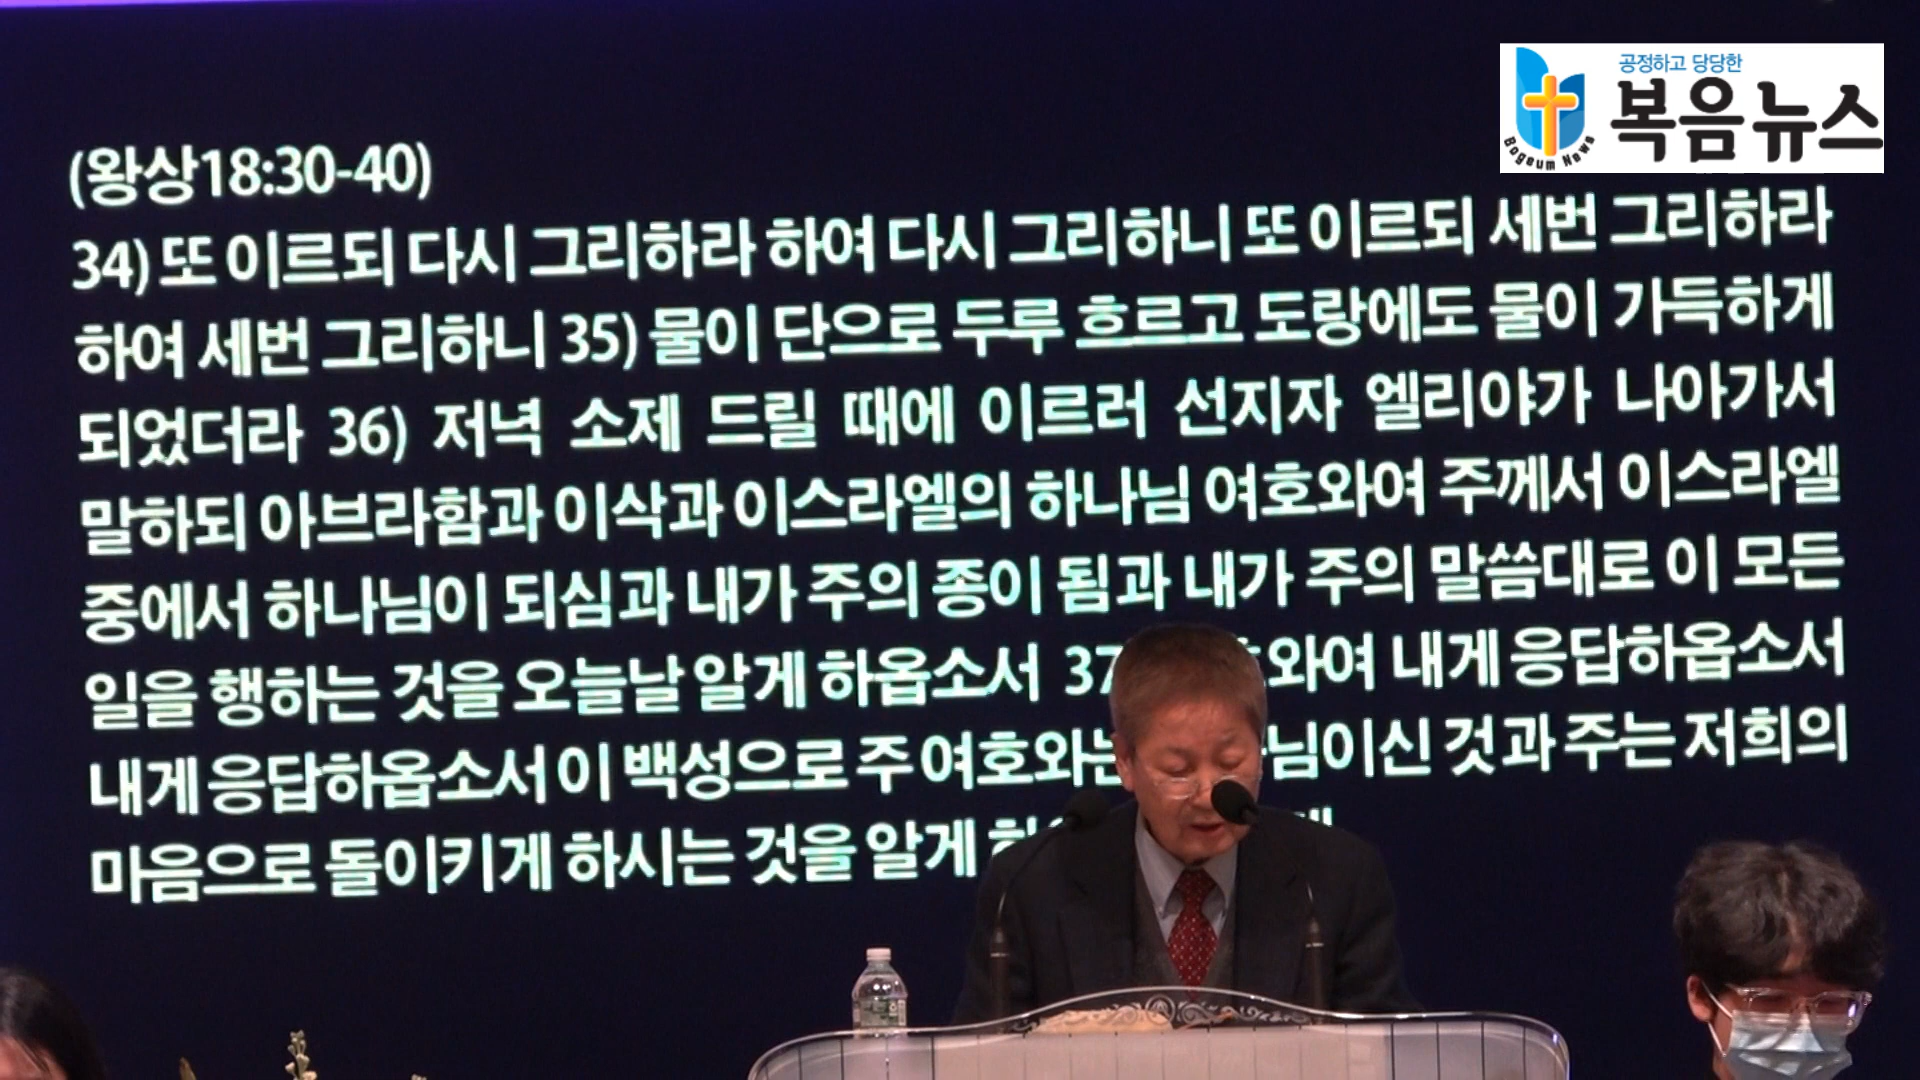 공정하고 당당한
복음뉴스
Bogeum News
(왕상18:30-40)
34) 또 이르되 다시 그리하라 하여 다시 그리하니 또 이르되 세번 그리하라
하여 세번 그리하니 35) 물이 단으로 두루 흐르고 도랑에도 물이 가득하게
되었더라 36) 저녁 소제 드릴 때에 이르러 선지자 엘리야가 나아가서
말하되 아브라함과 이삭과 이스라엘의 하나님 여호와여 주께서 이스라엘
중에서 하나님이 되심과 내가 주의 종이 됨과 내가 주의 말씀대로 이 모든
일을 행하는 것을 오늘날 알게 하옵소서 37 와여 내게 응답하옵소서
내게 응답하옵소서 이 백성으로 주 여호와는 님이신 것과 주는 저희의
마음으로 돌이키게 하시는 것을 알게